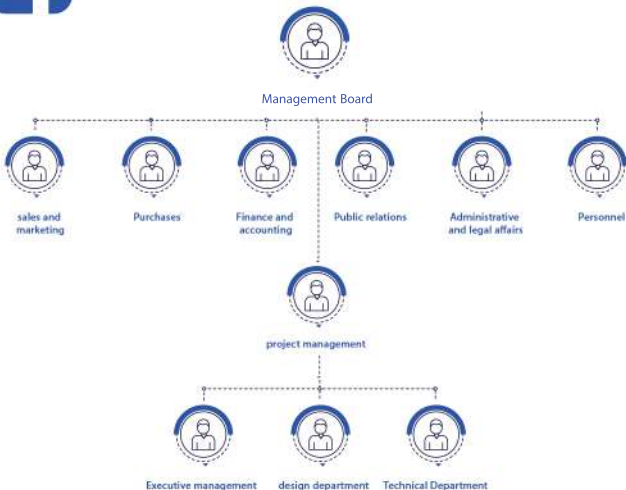 Management Board
sales and
marketing
Purchases
Finance and
accounting
Public relations
Administrative
and legal affairs
Personnel
project management
Executive management
design department
Technical Department